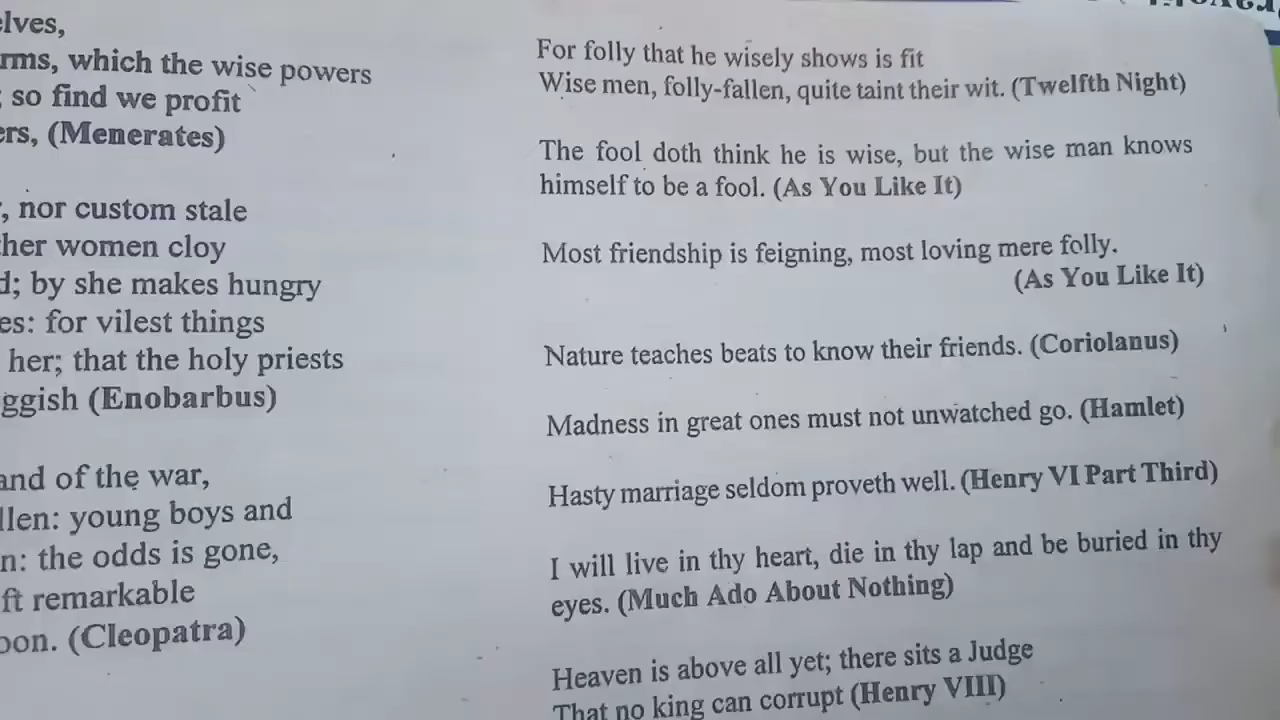 elves,
rms, which the wise powers
; so find we profit
ers, (Menerates)
, nor custom stale
ther women cloy
d; by she makes hungry
es: for vilest things
her; that the holy priests
ggish (Enobarbus)
and of the war,
llen: young boys and
n: the odds is gone,
ft remarkable
oon. (Cleopatra)
For folly that he wisely shows is fit
Wise men, folly-fallen, quite taint their wit. (Twelfth Night)
The fool doth think he is wise, but the wise man knows
himself to be a fool. (As You Like It)
Most friendship is feigning, most loving mere folly.
(As You Like It)
Nature teaches beats to know their friends. (Coriolanus)
Madness in great ones must not unwatched go. (Hamlet)
Hasty marriage seldom proveth well. (Henry VI Part Third)
I will live in thy heart, die in thy lap and be buried in thy
eyes. (Much Ado About Nothing)
Heaven is above all yet; there sits a Judge
That no king can corrupt (Henry VIII)